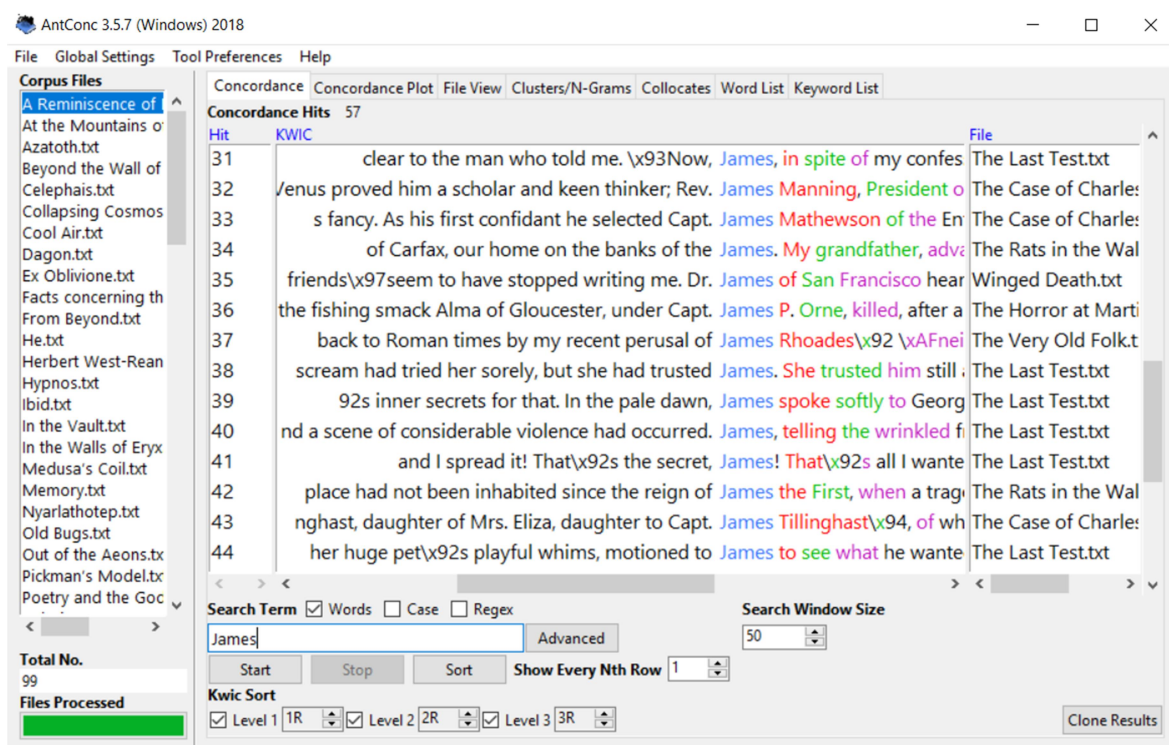 AntConc 3.5.7 (Windows) 2018
File Global Settings Tool Preferences Help
Corpus Files
A Reminiscence of
At the Mountains o
Azatoth.txt
Beyond the Wall of
Celephais.txt
Collapsing Cosmos
Cool Air.txt
Dagon.txt
Ex Oblivione.txt
Facts concerning th
From Beyond.txt
He.txt
Herbert West-Rean
Hypnos.txt
Ibid.txt
In the Vault.txt
In the Walls of Eryx
Medusa's Coil.txt
Memory.txt
Nyarlathotep.txt
Old Bugs.txt
Out of the Aeons.tx
Pickman's Model.tx
Poetry and the Goc
Total No.
99
Files Processed
Concordance Concordance Plot File View Clusters/N-Grams Collocates Word List Keyword List
Concordance Hits 57
Hit KWIC File
31 clear to the man who told me. \x93Now, James, in spite of my confes The Last Test.txt
32 Venus proved him a scholar and keen thinker; Rev. James Manning, President o The Case of Charles
33 s fancy. As his first confidant he selected Capt. James Mathewson of the En The Case of Charles
34 of Carfax, our home on the banks of the James. My grandfather, adva The Rats in the Wal
35 friends\x97seem to have stopped writing me. Dr. James of San Francisco hear Winged Death.txt
36 the fishing smack Alma of Gloucester, under Capt. James P. Orne, killed, after a The Horror at Marti
37 back to Roman times by my recent perusal of James Rhoades\x92 \xAFnei The Very Old Folk.t
38 scream had tried her sorely, but she had trusted James. She trusted him still The Last Test.txt
39 92s inner secrets for that. In the pale dawn, James spoke softly to Georg The Last Test.txt
40 nd a scene of considerable violence had occurred. James, telling the wrinkled f The Last Test.txt
41 and I spread it! That\x92s the secret, James! That\x92s all I wante The Last Test.txt
42 place had not been inhabited since the reign of James the First, when a trag The Rats in the Wal
43 nghast, daughter of Mrs. Eliza, daughter to Capt. James Tillinghast\x94, of wh The Case of Charles
44 her huge pet\x92s playful whims, motioned to James to see what he wante The Last Test.txt
Search Term Words Case Regex Search Window Size
James Advanced 50
Start Stop Sort Show Every Nth Row 1
Kwic Sort
Level 1 1R Level 2 2R Level 3 3R Clone Results